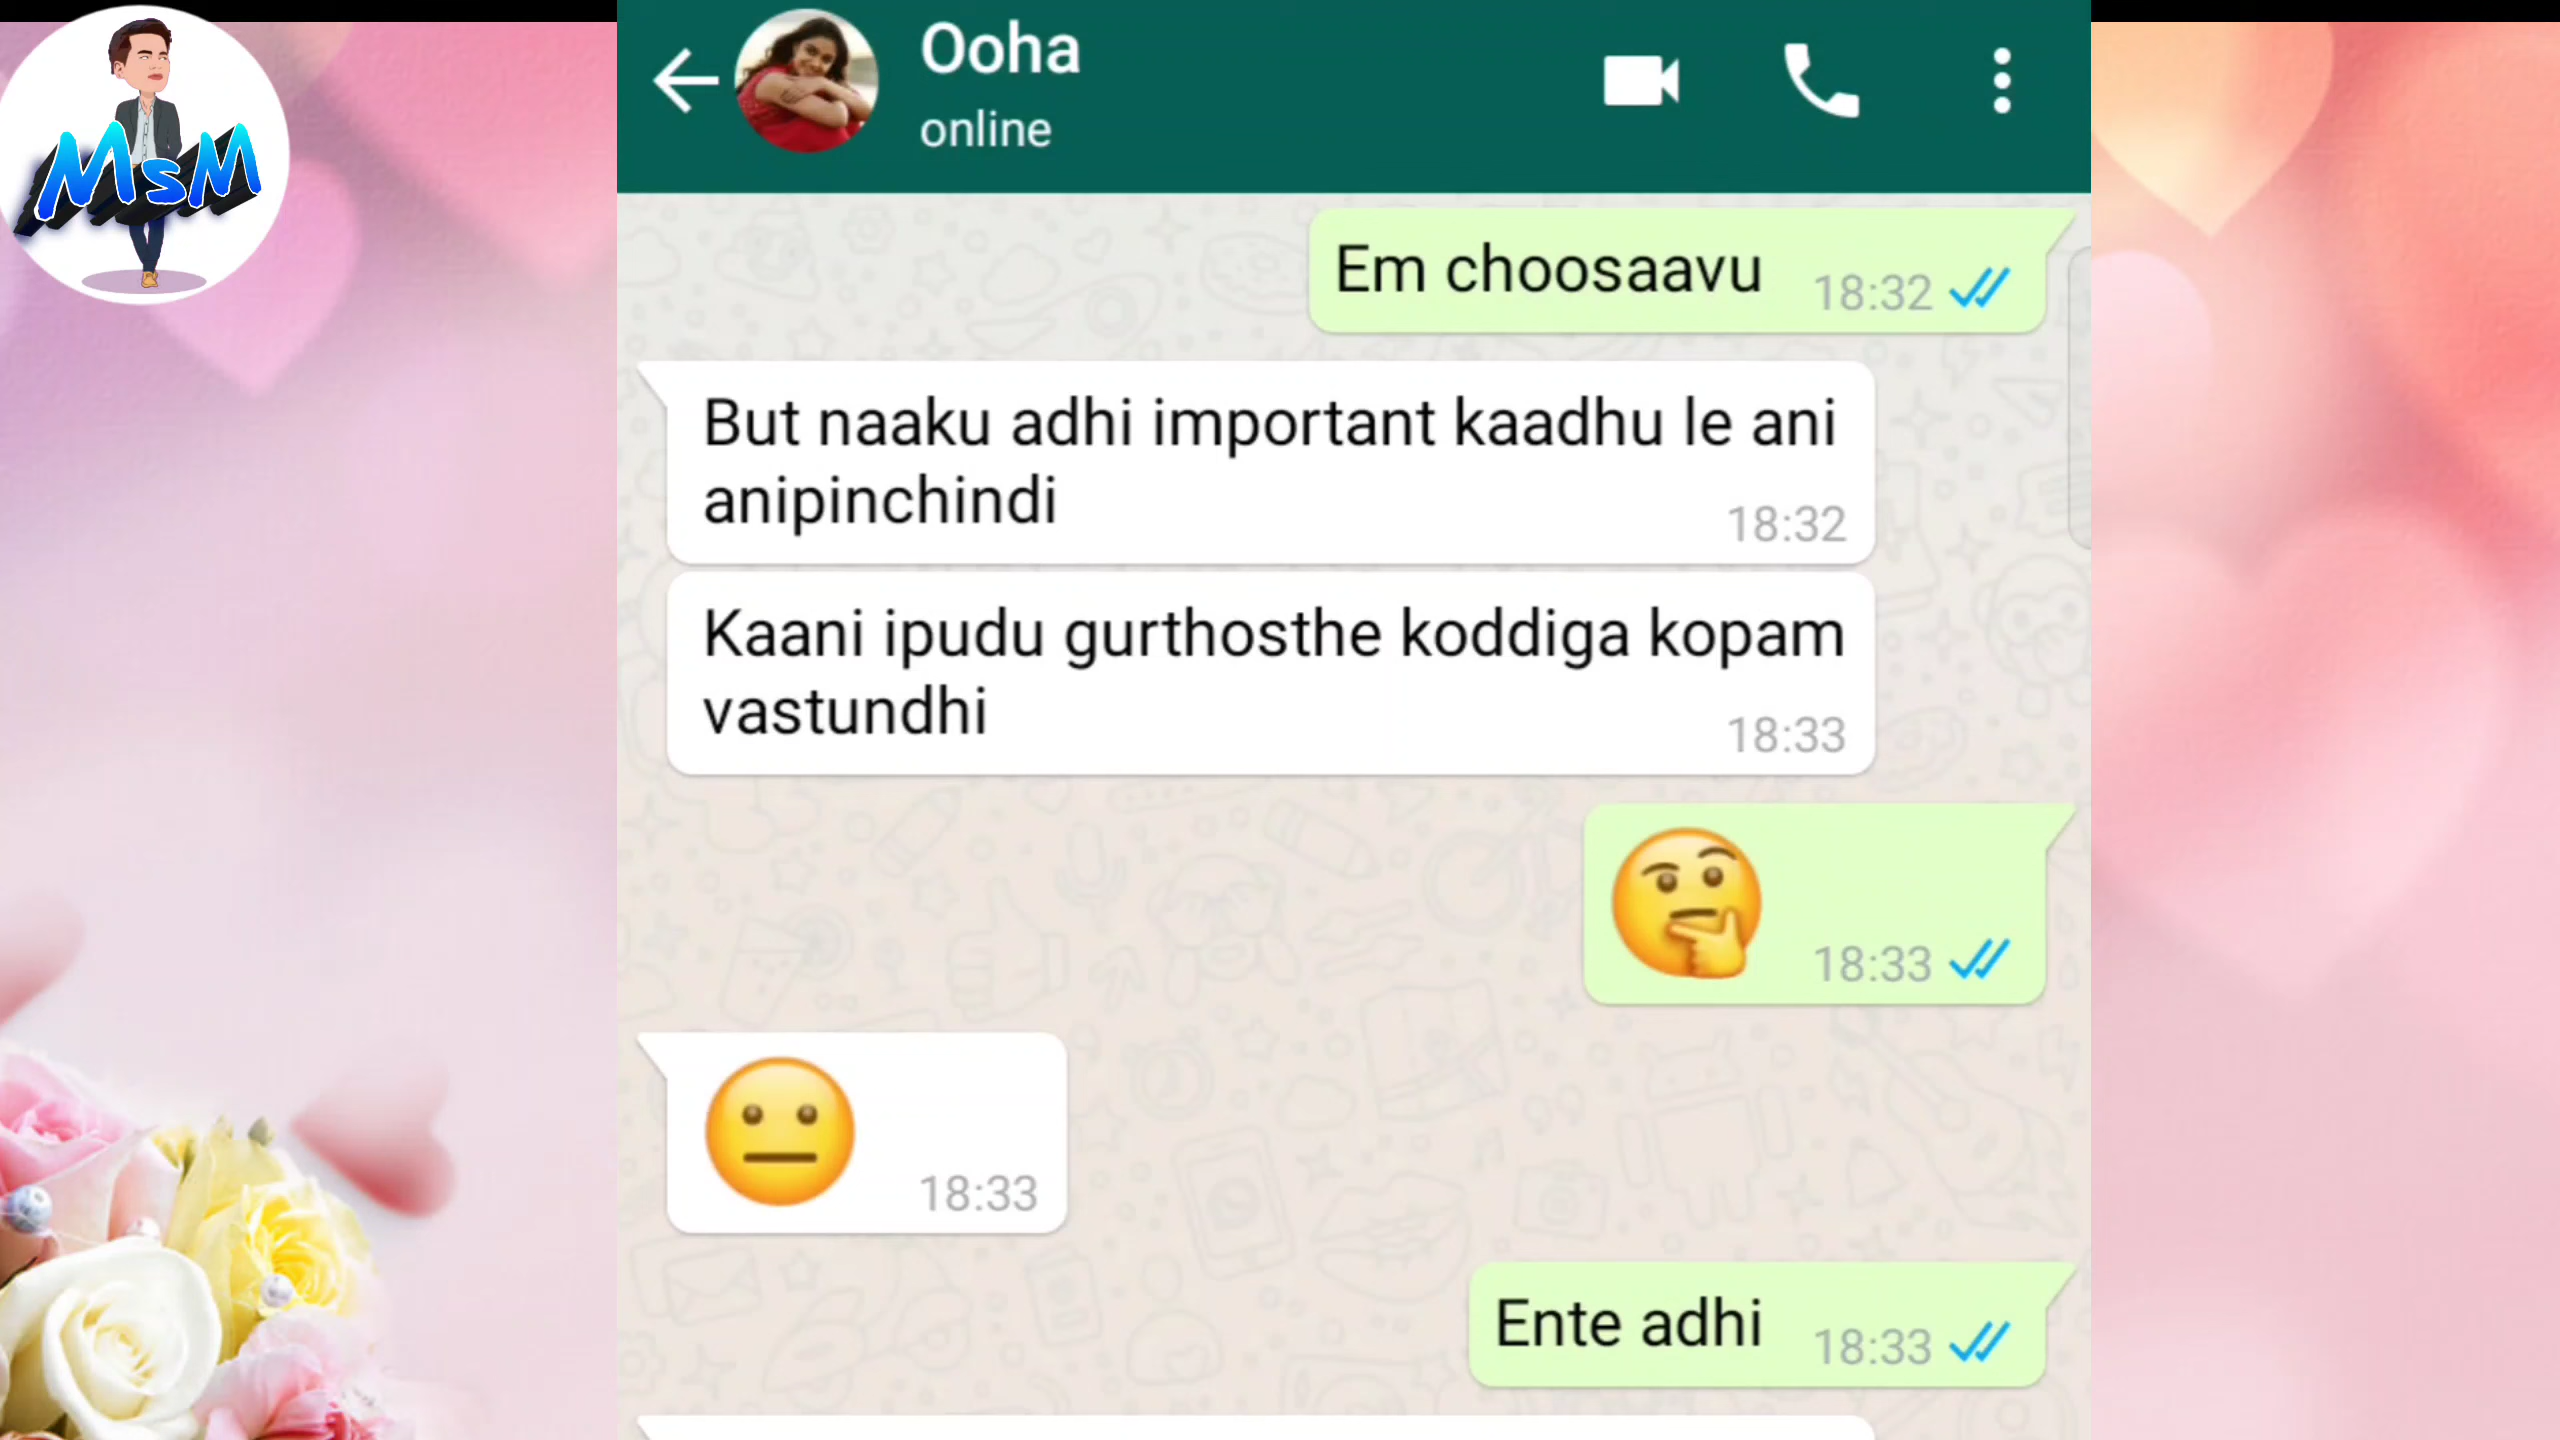 MsM
Ooha
online
Em choosaavu 18:32
But naaku adhi important kaadhu le ani
anipinchindi 18:32
Kaani ipudu gurthosthe koddiga kopam
vastundhi 18:33
🤔 18:33
😐 18:33
Ente adhi 18:33